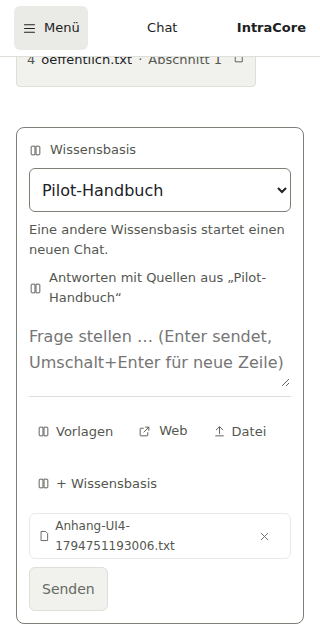 Menü
Chat
IntraCore
4 oeffentlich.txt · Abschnitt 1
Wissensbasis
Pilot-Handbuch
Eine andere Wissensbasis startet einen
neuen Chat.
Antworten mit Quellen aus „Pilot-
Handbuch“
Frage stellen … (Enter senden,
Umschalt+Enter für neue Zeile)
Vorlagen
Web
Datei
+ Wissensbasis
Anhang-UI4-
1794751193006.txt
Senden